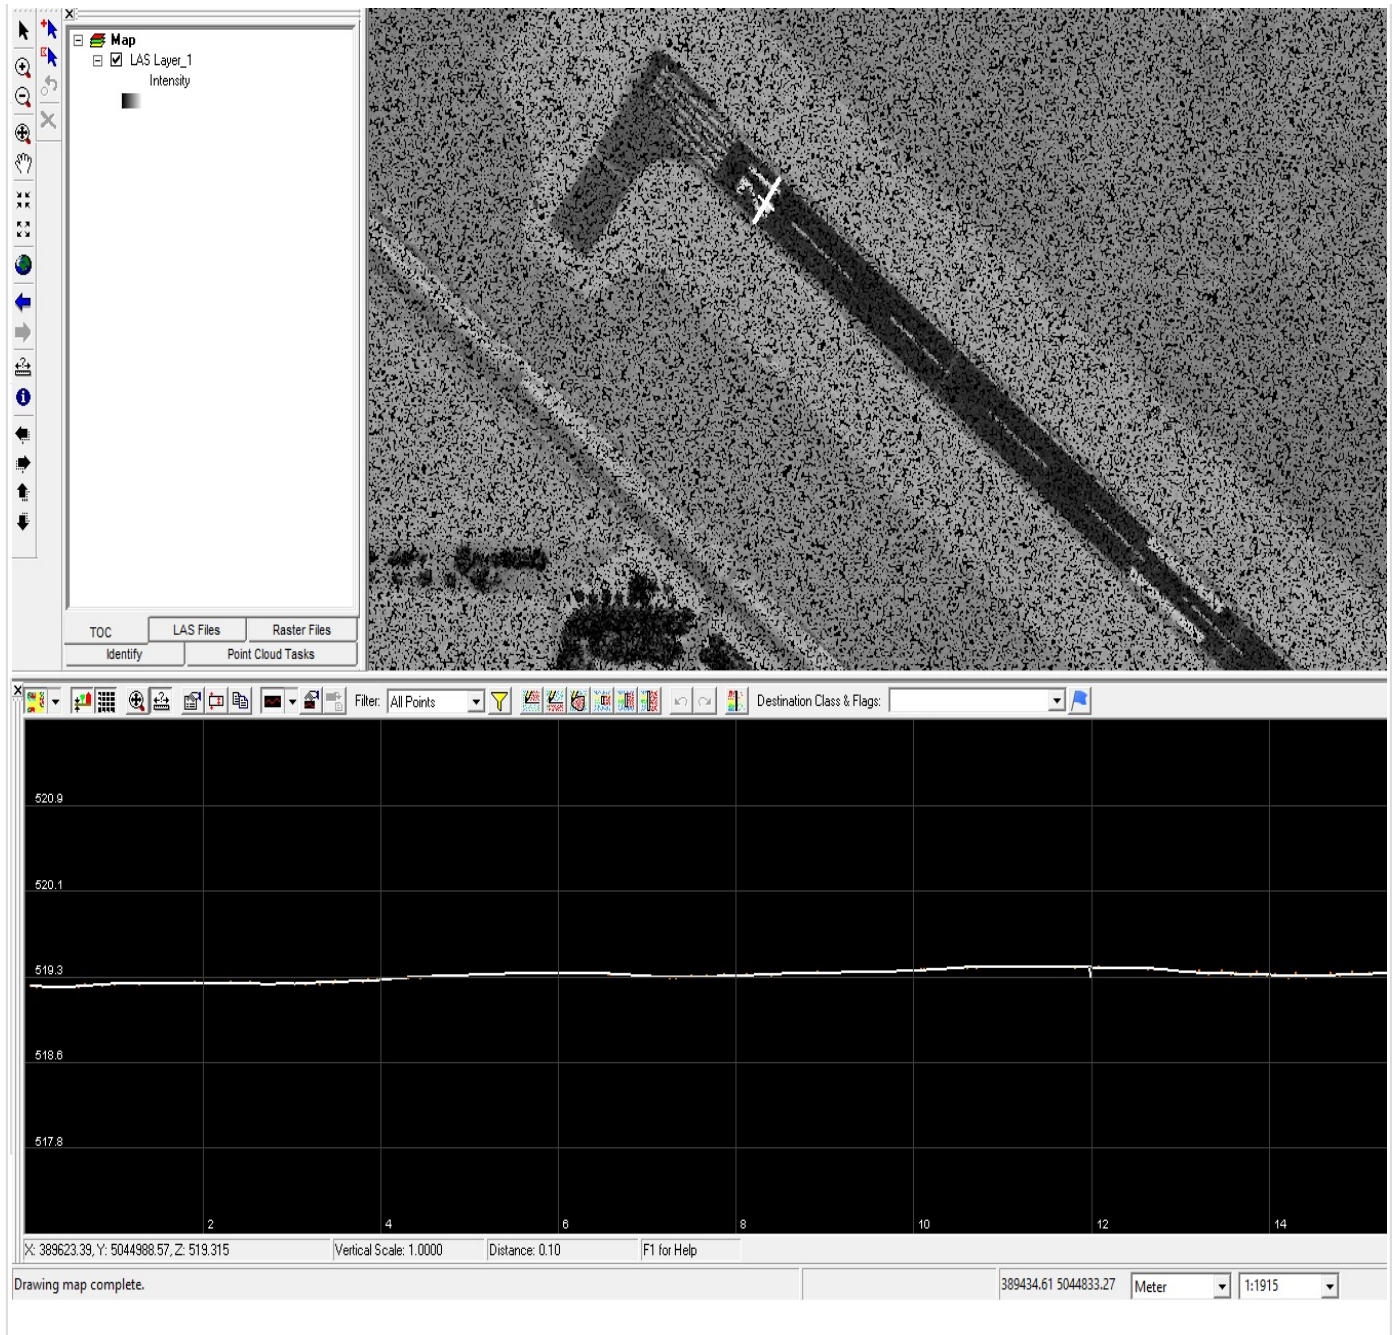 Map
LAS Layer_1
Intensity
TOC
LAS Files
Raster Files
Identify
Point Cloud Tasks
Filter: All Points
Destination Class & Flags:
520.9
520.1
519.3
518.6
517.8
2 4 6 8 10 12 14
X: 389623.39, Y: 5044988.57, Z: 519.315 Vertical Scale: 1.0000 Distance: 0.10 F1 for Help
Drawing map complete. 389434.61 5044833.27 Meter 1:1915